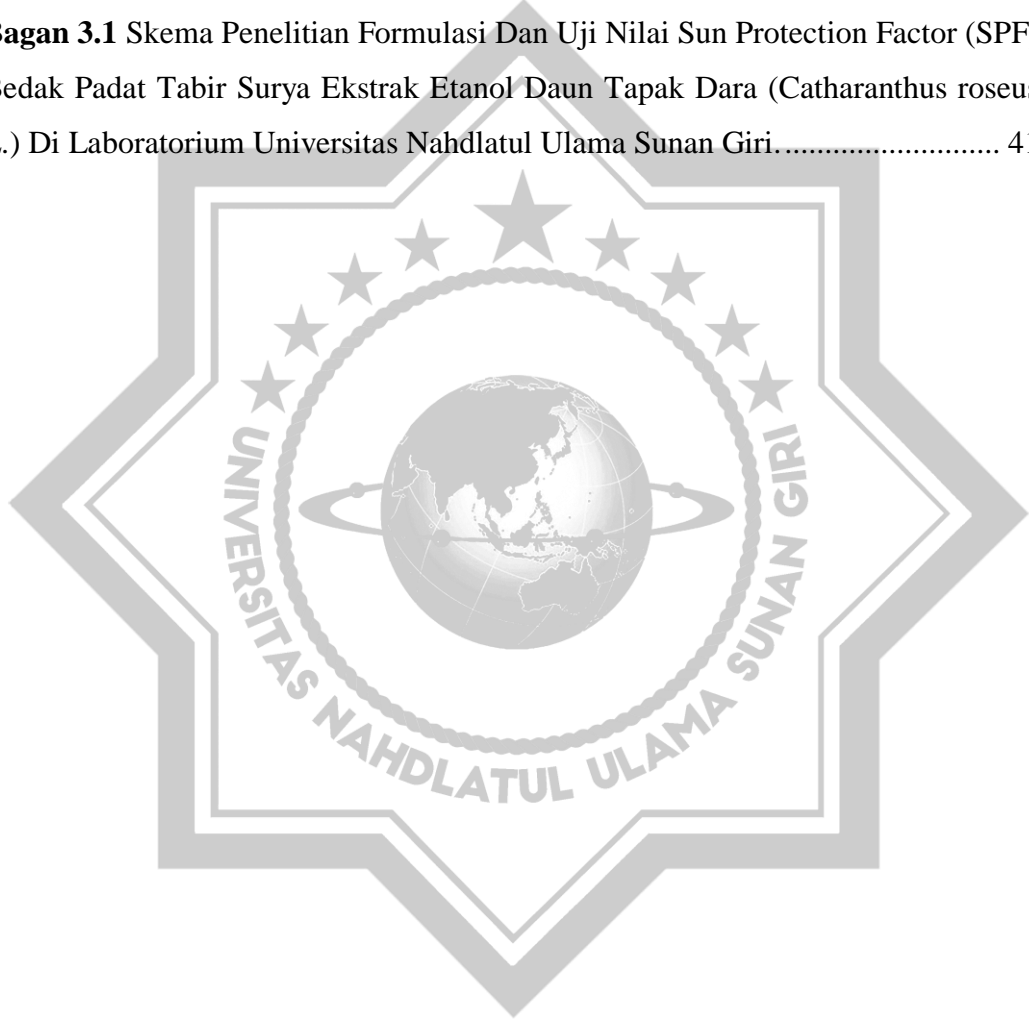 Bagan 3.1 Skema Penelitian Formulasi Dan Uji Nilai Sun Protection Factor (SPF
Bedak Padat Tabir Surya Ekstrak Etanol Daun Tapak Dara (Catharanthus roseus
L.) Di Laboratorium Universitas Nahdlatul Ulama Sunan Giri............................ 41
UNIVERSITAS NAHDLATUL ULAMA SUNAN GIRI